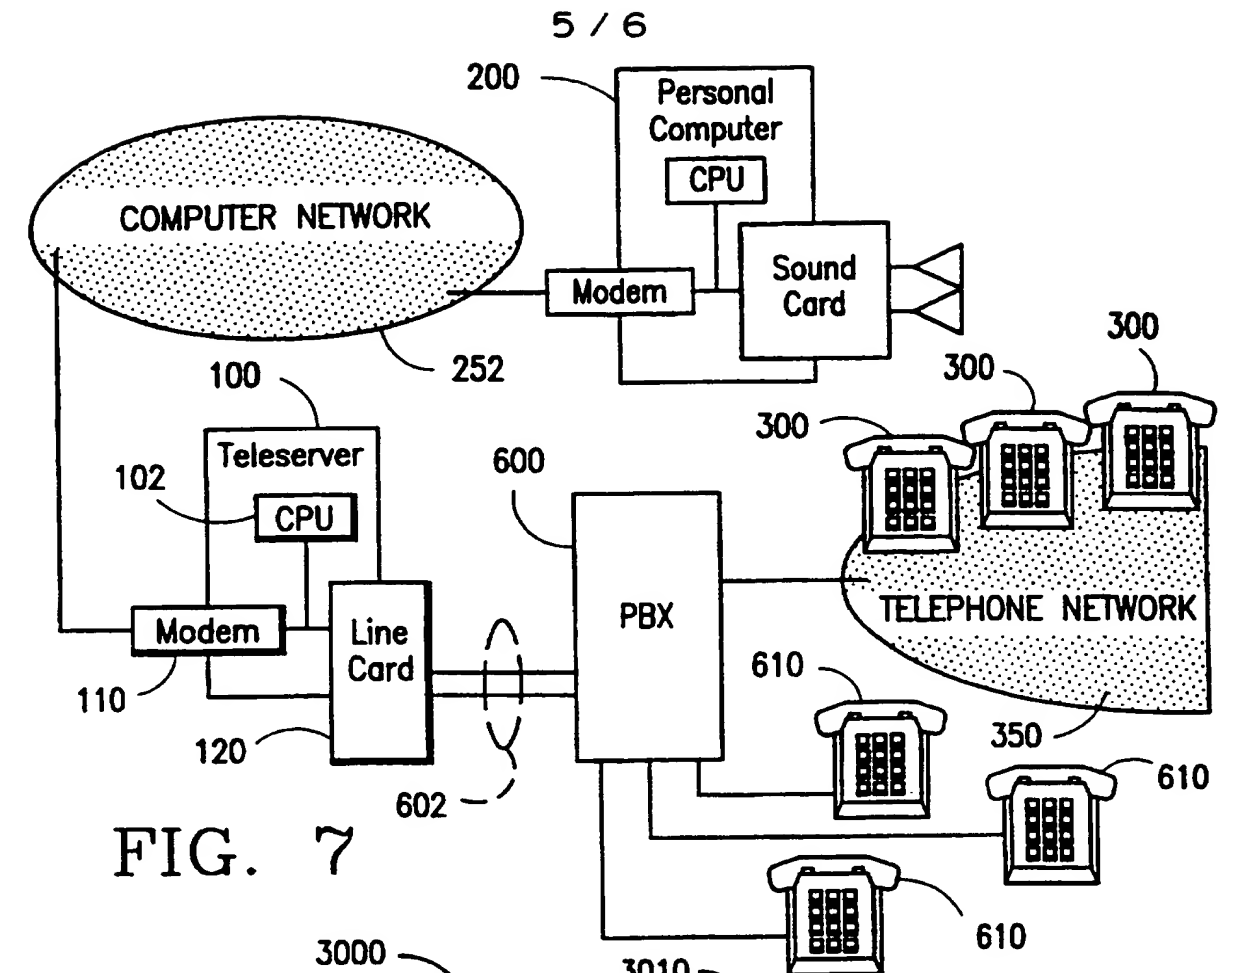 5 / 6
200
Personal
Computer
CPU
COMPUTER NETWORK
Sound
Card
Modem
252
300
300
300
100
Teleserver
102
CPU
600
PBX
TELEPHONE NETWORK
Modem
Line
Card
110
120
602
610
350
610
610
FIG. 7
3000
3010